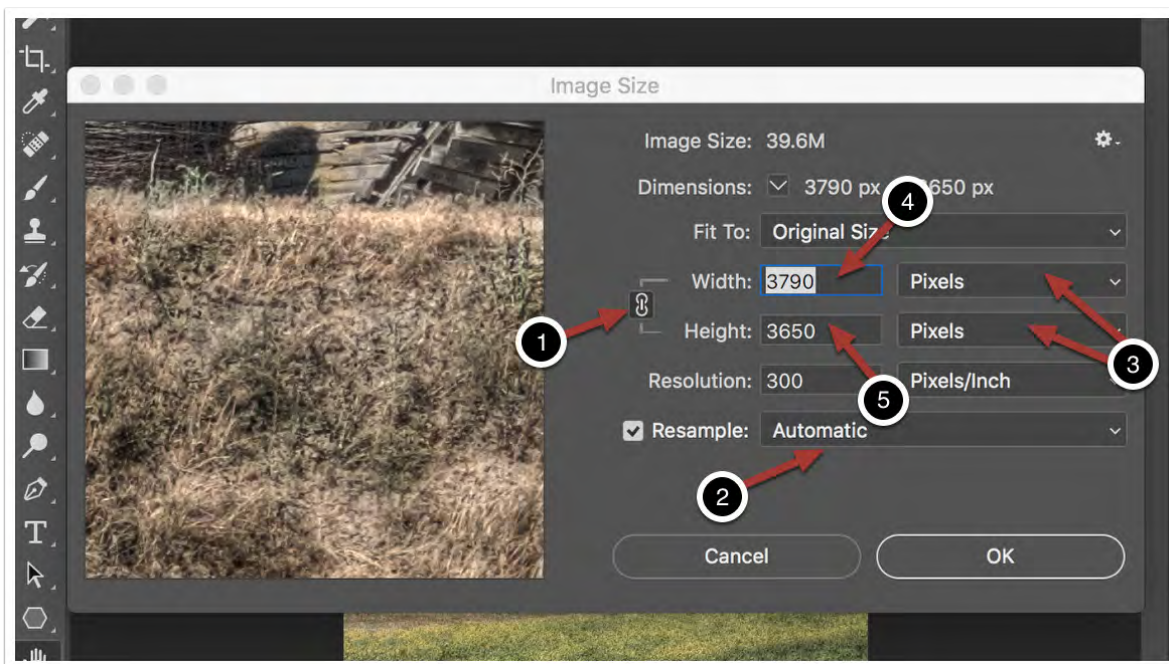 Image Size
Image Size: 39.6M
Dimensions: 3790 px 650 px
4
Fit To: Original Size
Width: 3790 Pixels
1
Height: 3650 Pixels
3
Resolution: 300 Pixels/Inch
5
Resample: Automatic
2
Cancel OK
T